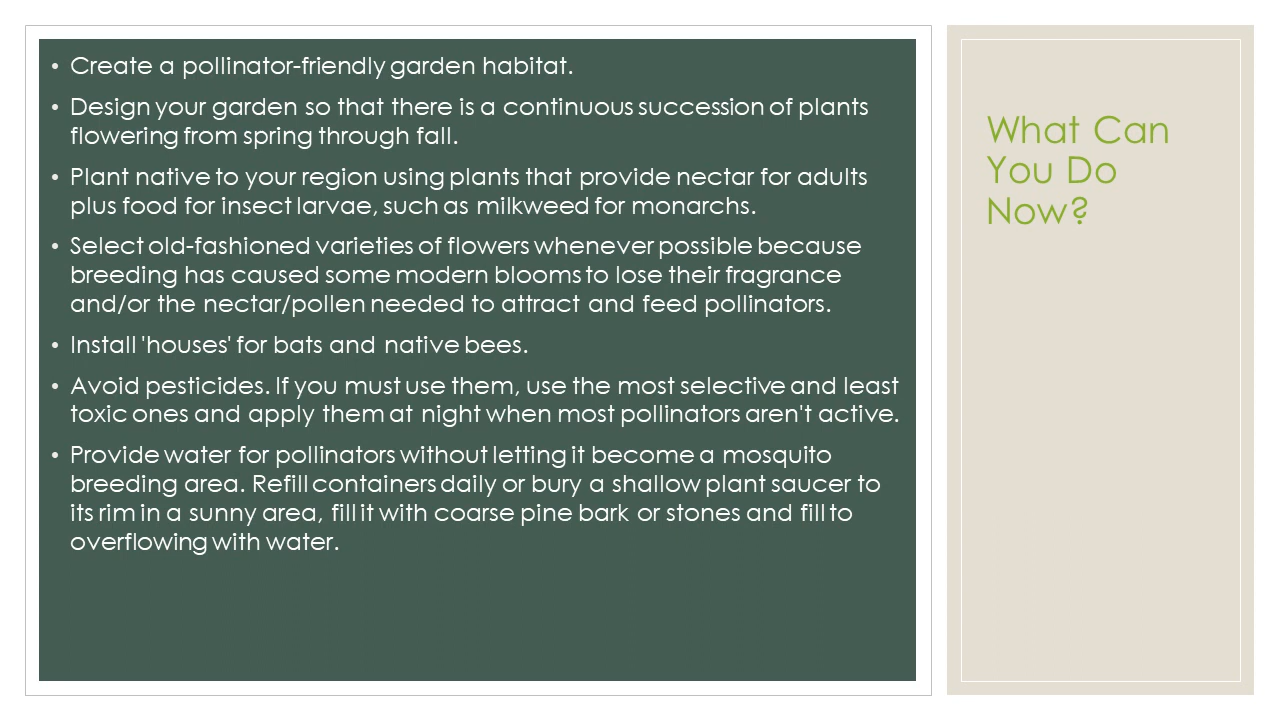 • Create a pollinator-friendly garden habitat.
• Design your garden so that there is a continuous succession of plants
flowering from spring through fall.
• Plant native to your region using plants that provide nectar for adults
plus food for insect larvae, such as milkweed for monarchs.
• Select old-fashioned varieties of flowers whenever possible because
breeding has caused some modern blooms to lose their fragrance
and/or the nectar/pollen needed to attract and feed pollinators.
• Install 'houses' for bats and native bees.
• Avoid pesticides. If you must use them, use the most selective and least
toxic ones and apply them at night when most pollinators aren't active.
• Provide water for pollinators without letting it become a mosquito
breeding area. Refill containers daily or bury a shallow plant saucer to
its rim in a sunny area, fill it with coarse pine bark or stones and fill to
overflowing with water.
What Can
You Do
Now?